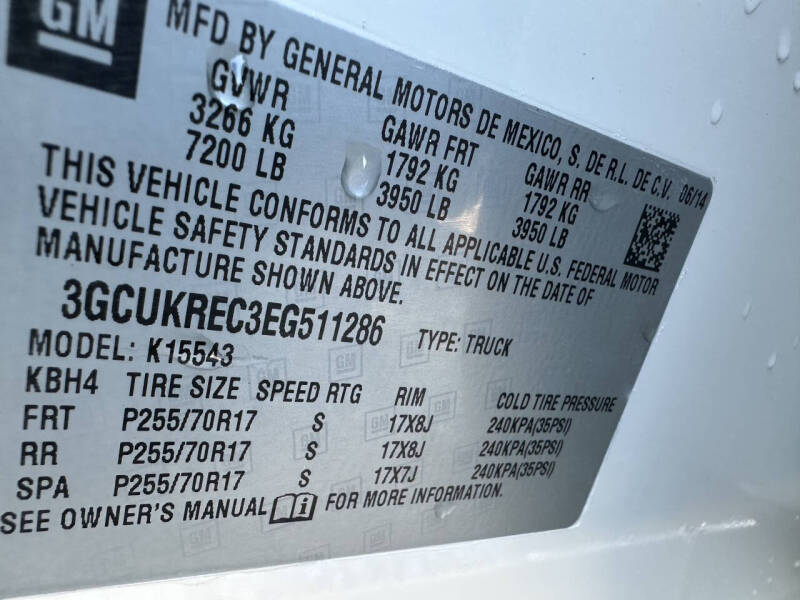 GM
MFD BY GENERAL MOTORS DE MEXICO, S. DE R.L. DE C.V. 06/14
GVWR GAWR FRT GAWR RR
3266 KG 1792 KG 1792 KG
7200 LB 3950 LB 3950 LB
THIS VEHICLE CONFORMS TO ALL APPLICABLE U.S. FEDERAL MOTOR
VEHICLE SAFETY STANDARDS IN EFFECT ON THE DATE OF
MANUFACTURE SHOWN ABOVE.
3GCUKREC3EG511286 TYPE: TRUCK
MODEL: K15543
KBH4 TIRE SIZE SPEED RTG RIM COLD TIRE PRESSURE
FRT P255/70R17 S 17X8J 240KPA(35PSI)
RR P255/70R17 S 17X8J 240KPA(35PSI)
SPA P255/70R17 S 17X7J 240KPA(35PSI)
SEE OWNER'S MANUAL i FOR MORE INFORMATION.